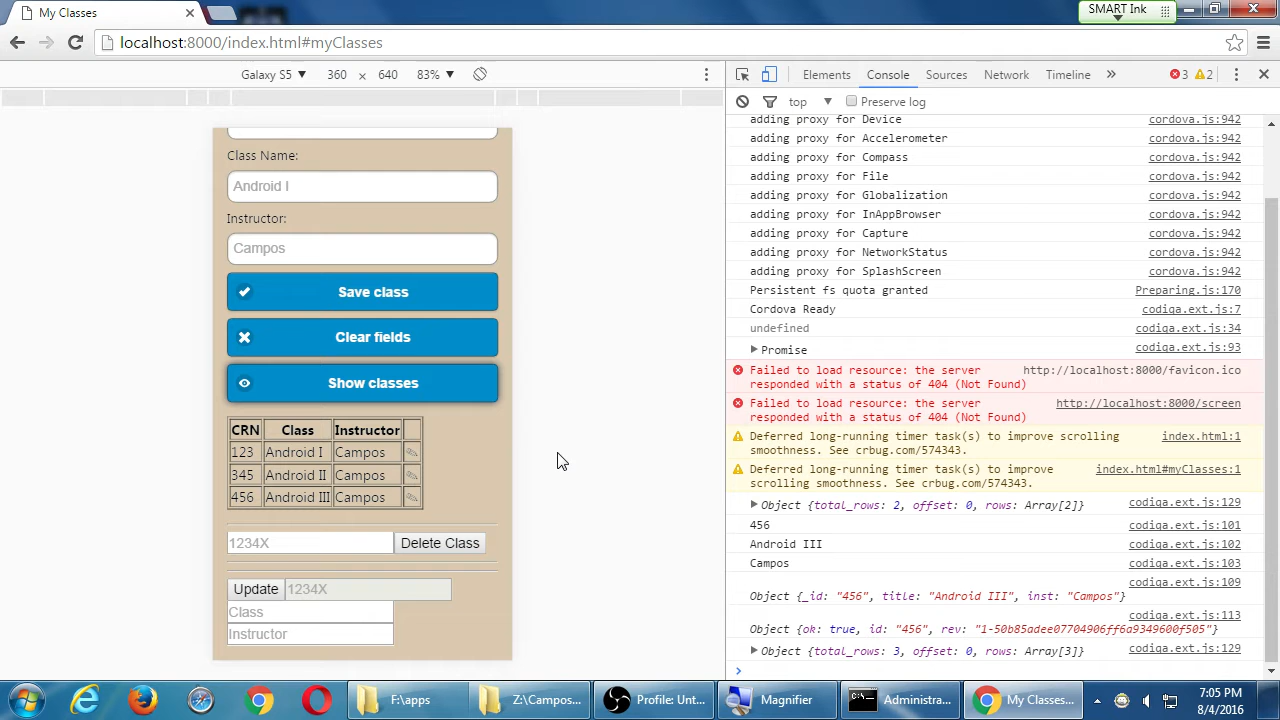 My Classes
SMART Ink
localhost:8000/index.html#myClasses
Galaxy S5 ▼ 360 x 640 83% ▼
Elements Console Sources Network Timeline » 3 2
top ▼ Preserve log
Class Name:
Android I
Instructor:
Campos
Save class
Clear fields
Show classes
CRN Class Instructor
123 Android I Campos
345 Android II Campos
456 Android III Campos
1234X Delete Class
Update 1234X
Class
Instructor
adding proxy for Device cordova.js:942
adding proxy for Accelerometer cordova.js:942
adding proxy for Compass cordova.js:942
adding proxy for File cordova.js:942
adding proxy for Globalization cordova.js:942
adding proxy for InAppBrowser cordova.js:942
adding proxy for Capture cordova.js:942
adding proxy for NetworkStatus cordova.js:942
adding proxy for SplashScreen cordova.js:942
Persistent fs quota granted Preparing.js:170
Cordova Ready codiqa.ext.js:7
undefined codiqa.ext.js:34
Promise codiqa.ext.js:93
Failed to load resource: the server http://localhost:8000/favicon.ico
responded with a status of 404 (Not Found)
Failed to load resource: the server http://localhost:8000/screen
responded with a status of 404 (Not Found)
Deferred long-running timer task(s) to improve scrolling index.html:1
smoothness. See crbug.com/574343.
Deferred long-running timer task(s) to improve index.html#myClasses:1
scrolling smoothness. See crbug.com/574343.
Object {total_rows: 2, offset: 0, rows: Array[2]} codiqa.ext.js:129
456 codiqa.ext.js:101
Android III codiqa.ext.js:102
Campos codiqa.ext.js:103
codiqa.ext.js:109
Object {_id: "456", title: "Android III", inst: "Campos"}
codiqa.ext.js:113
Object {ok: true, id: "456", rev: "1-50b85adee07704906ff6a9349600f505"}
Object {total_rows: 3, offset: 0, rows: Array[3]} codiqa.ext.js:129
F:\apps
Z:\Campos...
Profile: Unt...
Magnifier
Administra...
My Classes...
7:05 PM
8/4/2016